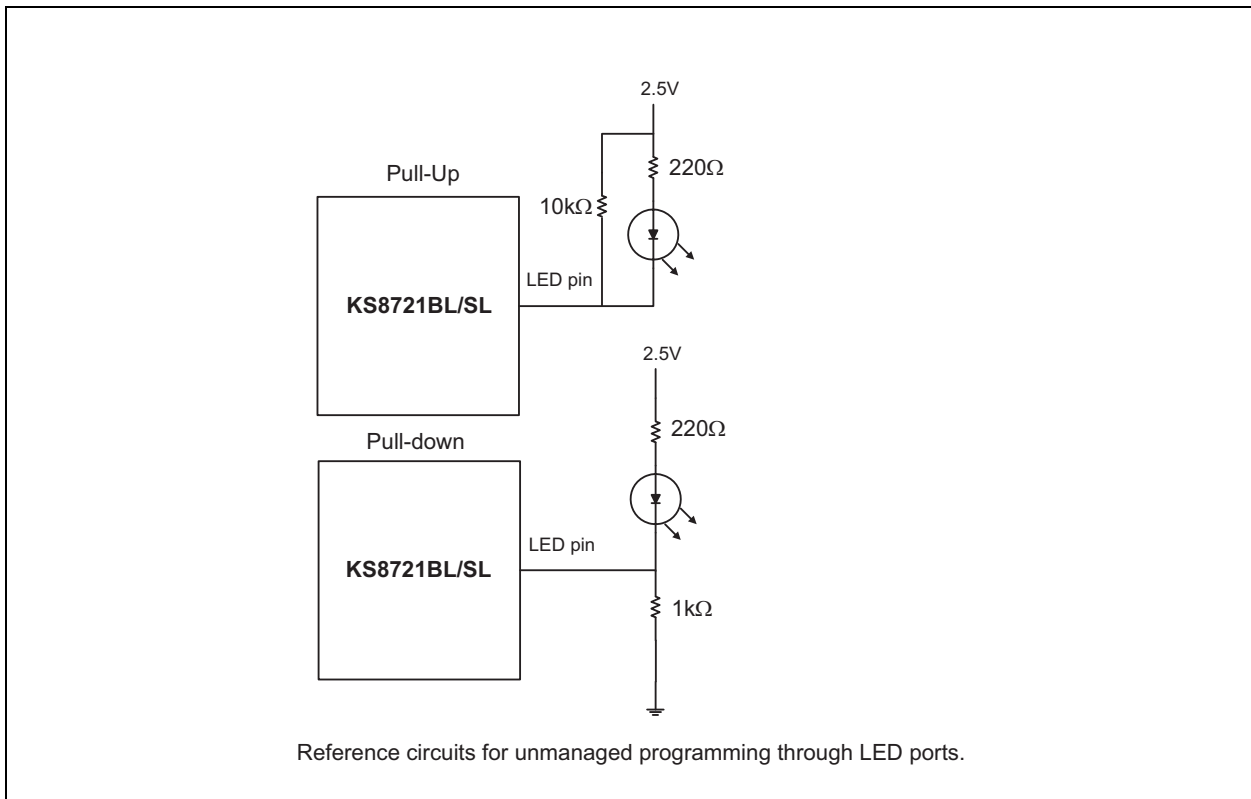 2.5V
220Ω
Pull-Up
10kΩ
LED pin
KS8721BL/SL
2.5V
220Ω
Pull-down
LED pin
KS8721BL/SL
1kΩ
Reference circuits for unmanaged programming through LED ports.